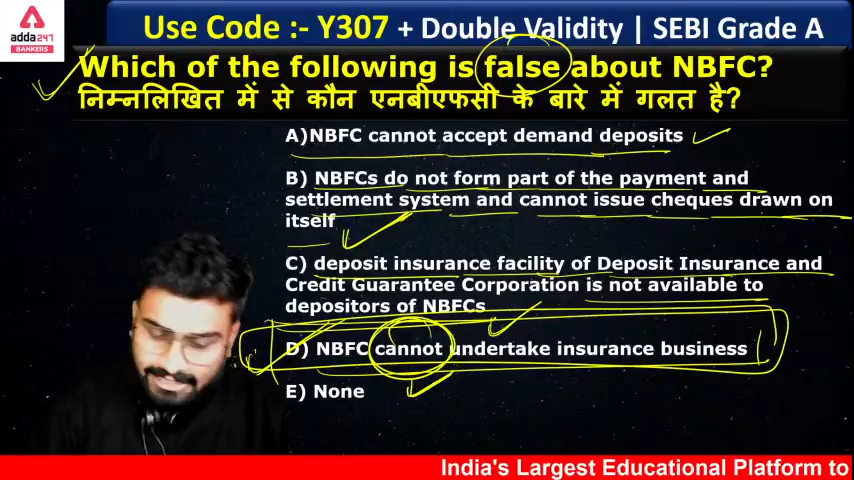 adda247
BANKERS
Use Code :- Y307 + Double Validity | SEBI Grade A
Which of the following is false about NBFC?
निम्नलिखित में से कौन एनबीएफसी के बारे में गलत है?
A)NBFC cannot accept demand deposits
B) NBFCs do not form part of the payment and
settlement system and cannot issue cheques drawn on
itself
C) deposit insurance facility of Deposit Insurance and
Credit Guarantee Corporation is not available to
depositors of NBFCs
D) NBFC cannot undertake insurance business
E) None
India's Largest Educational Platform to